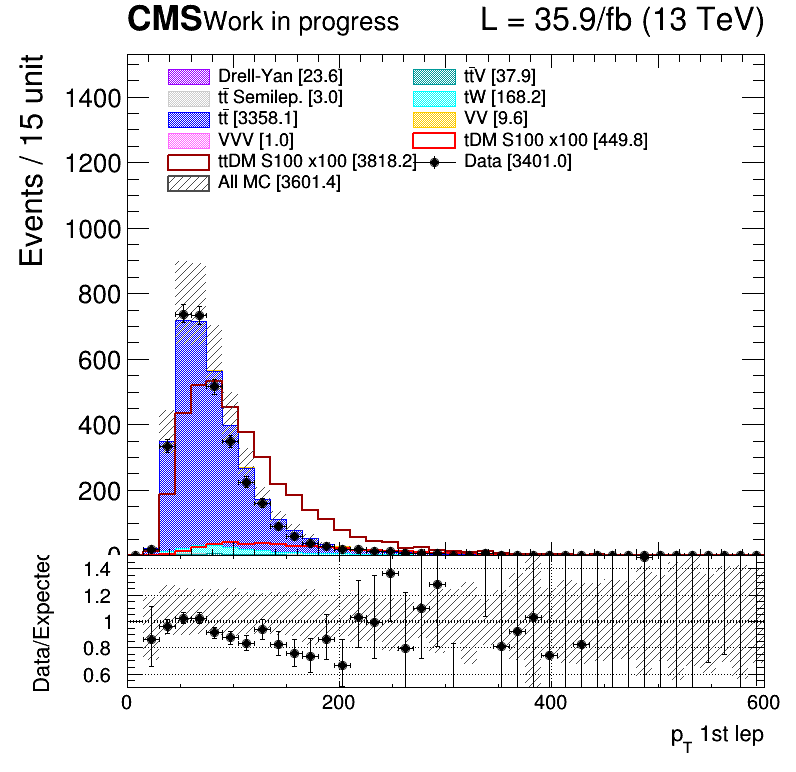 CMS Work in progress L = 35.9/fb (13 TeV)
Events / 15 unit
Drell-Yan [23.6] tt̄V [37.9]
tt̄ Semilep. [3.0] tW [168.2]
tt̄ [3358.1] VV [9.6]
VVV [1.0] tDM S100 x100 [449.8]
ttDM S100 x100 [3818.2] Data [3401.0]
All MC [3601.4]
1400
1200
1000
800
600
400
200
0
Data/Expected
1.4
1.2
1
0.8
0.6
0 200 400 600
p_T 1st lep